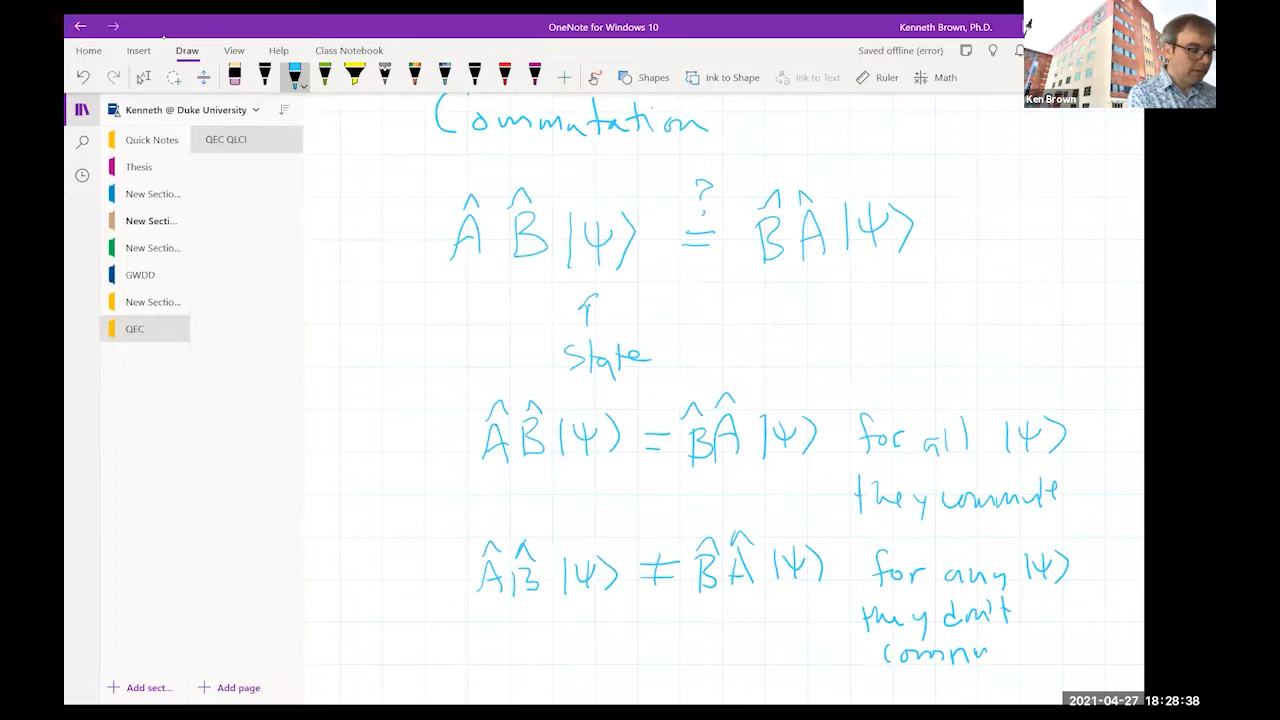 OneNote for Windows 10
Kenneth Brown, Ph.D.
Home Insert Draw View Help Class Notebook
Saved offline (error)
Shapes Ink to Shape Ink to Text Ruler Math
Ken Brown
Kenneth @ Duke University
Quick Notes
QEC QLCI
Thesis
New Sectio...
New Secti...
New Sectio...
GWDD
New Sectio...
QEC
Commutation
Â B̂ |ψ⟩ ≟ B̂ Â |ψ⟩
↑
state
Â B̂ |ψ⟩ = B̂ Â |ψ⟩ for all |ψ⟩
they commute
Â B̂ |ψ⟩ ≠ B̂ Â |ψ⟩ for any |ψ⟩
they don't
commu
Add sect...
Add page
2021-04-27 18:28:38